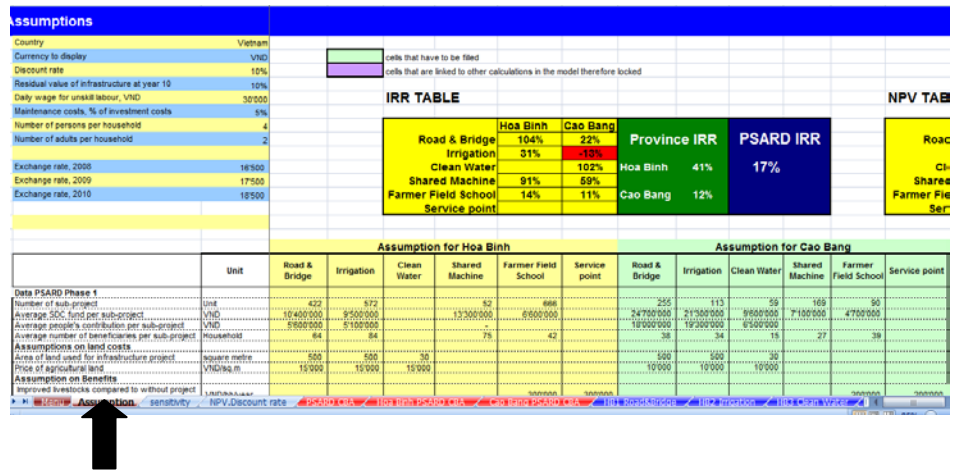 Assumptions
Country Vietnam
Currency to display VND
Discount rate 10%
Residual value of infrastructure at year 10 10%
Daily wage for unskill labour, VND 30'000
Maintenance costs, % of investment costs 5%
Number of persons per household 4
Number of adults per household 2
Exchange rate, 2008 16'500
Exchange rate, 2009 17'500
Exchange rate, 2010 18'500
cells that have to be filled
cells that are linked to other calculations in the model therefore locked
IRR TABLE
Hoa Binh Cao Bang
Road & Bridge 104% 22%
Irrigation 31% -13%
Clean Water 102%
Shared Machine 91% 59%
Farmer Field School 14% 11%
Service point
Province IRR
Hoa Binh 41%
Cao Bang 12%
PSARD IRR
17%
NPV TAB
Road
Cl
Shared
Farmer Fie
Ser
Assumption for Hoa Binh Assumption for Cao Bang
Unit Road & Bridge Irrigation Clean Water Shared Machine Farmer Field School Service point Road & Bridge Irrigation Clean Water Shared Machine Farmer Field School Service point
Data PSARD Phase 1
Number of sub-project Unit 422 572 52 666 255 113 59 169 90
Average SDC fund per sub-project VND 10'400'000 9'500'000 13'300'000 6'600'000 24'700'000 21'300'000 9'600'000 7'100'000 4'700'000
Average people's contribution per sub-project VND 5'600'000 5'100'000 - 18'000'000 19'300'000 6'500'000
Average number of beneficiaries per sub-project Household 64 84 75 42 38 34 15 27 39
Assumptions on land costs
Area of land used for infrastructure project square metre 500 500 30 500 500 30
Price of agricultural land VND/sq.m 15'000 15'000 15'000 10'000 10'000 10'000
Assumption on Benefits
Improved livestocks compared to without project
Menu Assumption sensitivity NPV.Discount rate PSARD CBA Hoa Binh PSARD CBA Cao Bang PSARD CBA HB1 Road&Bridge HB2 Irrigation HB3 Clean Water